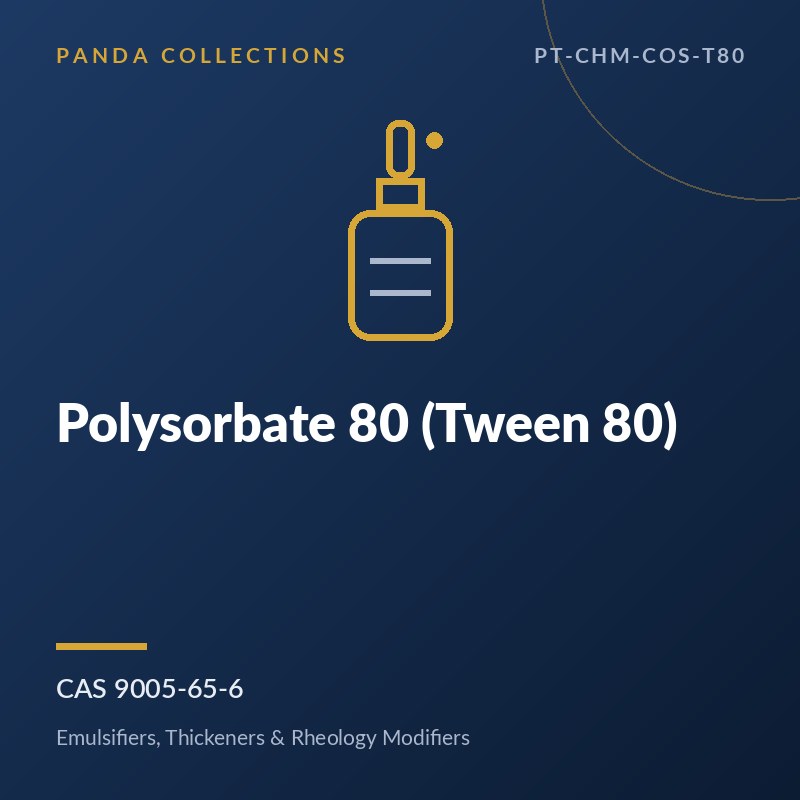 PANDA COLLECTIONS
PT-CHM-COS-T80
Polysorbate 80 (Tween 80)
CAS 9005-65-6
Emulsifiers, Thickeners & Rheology Modifiers